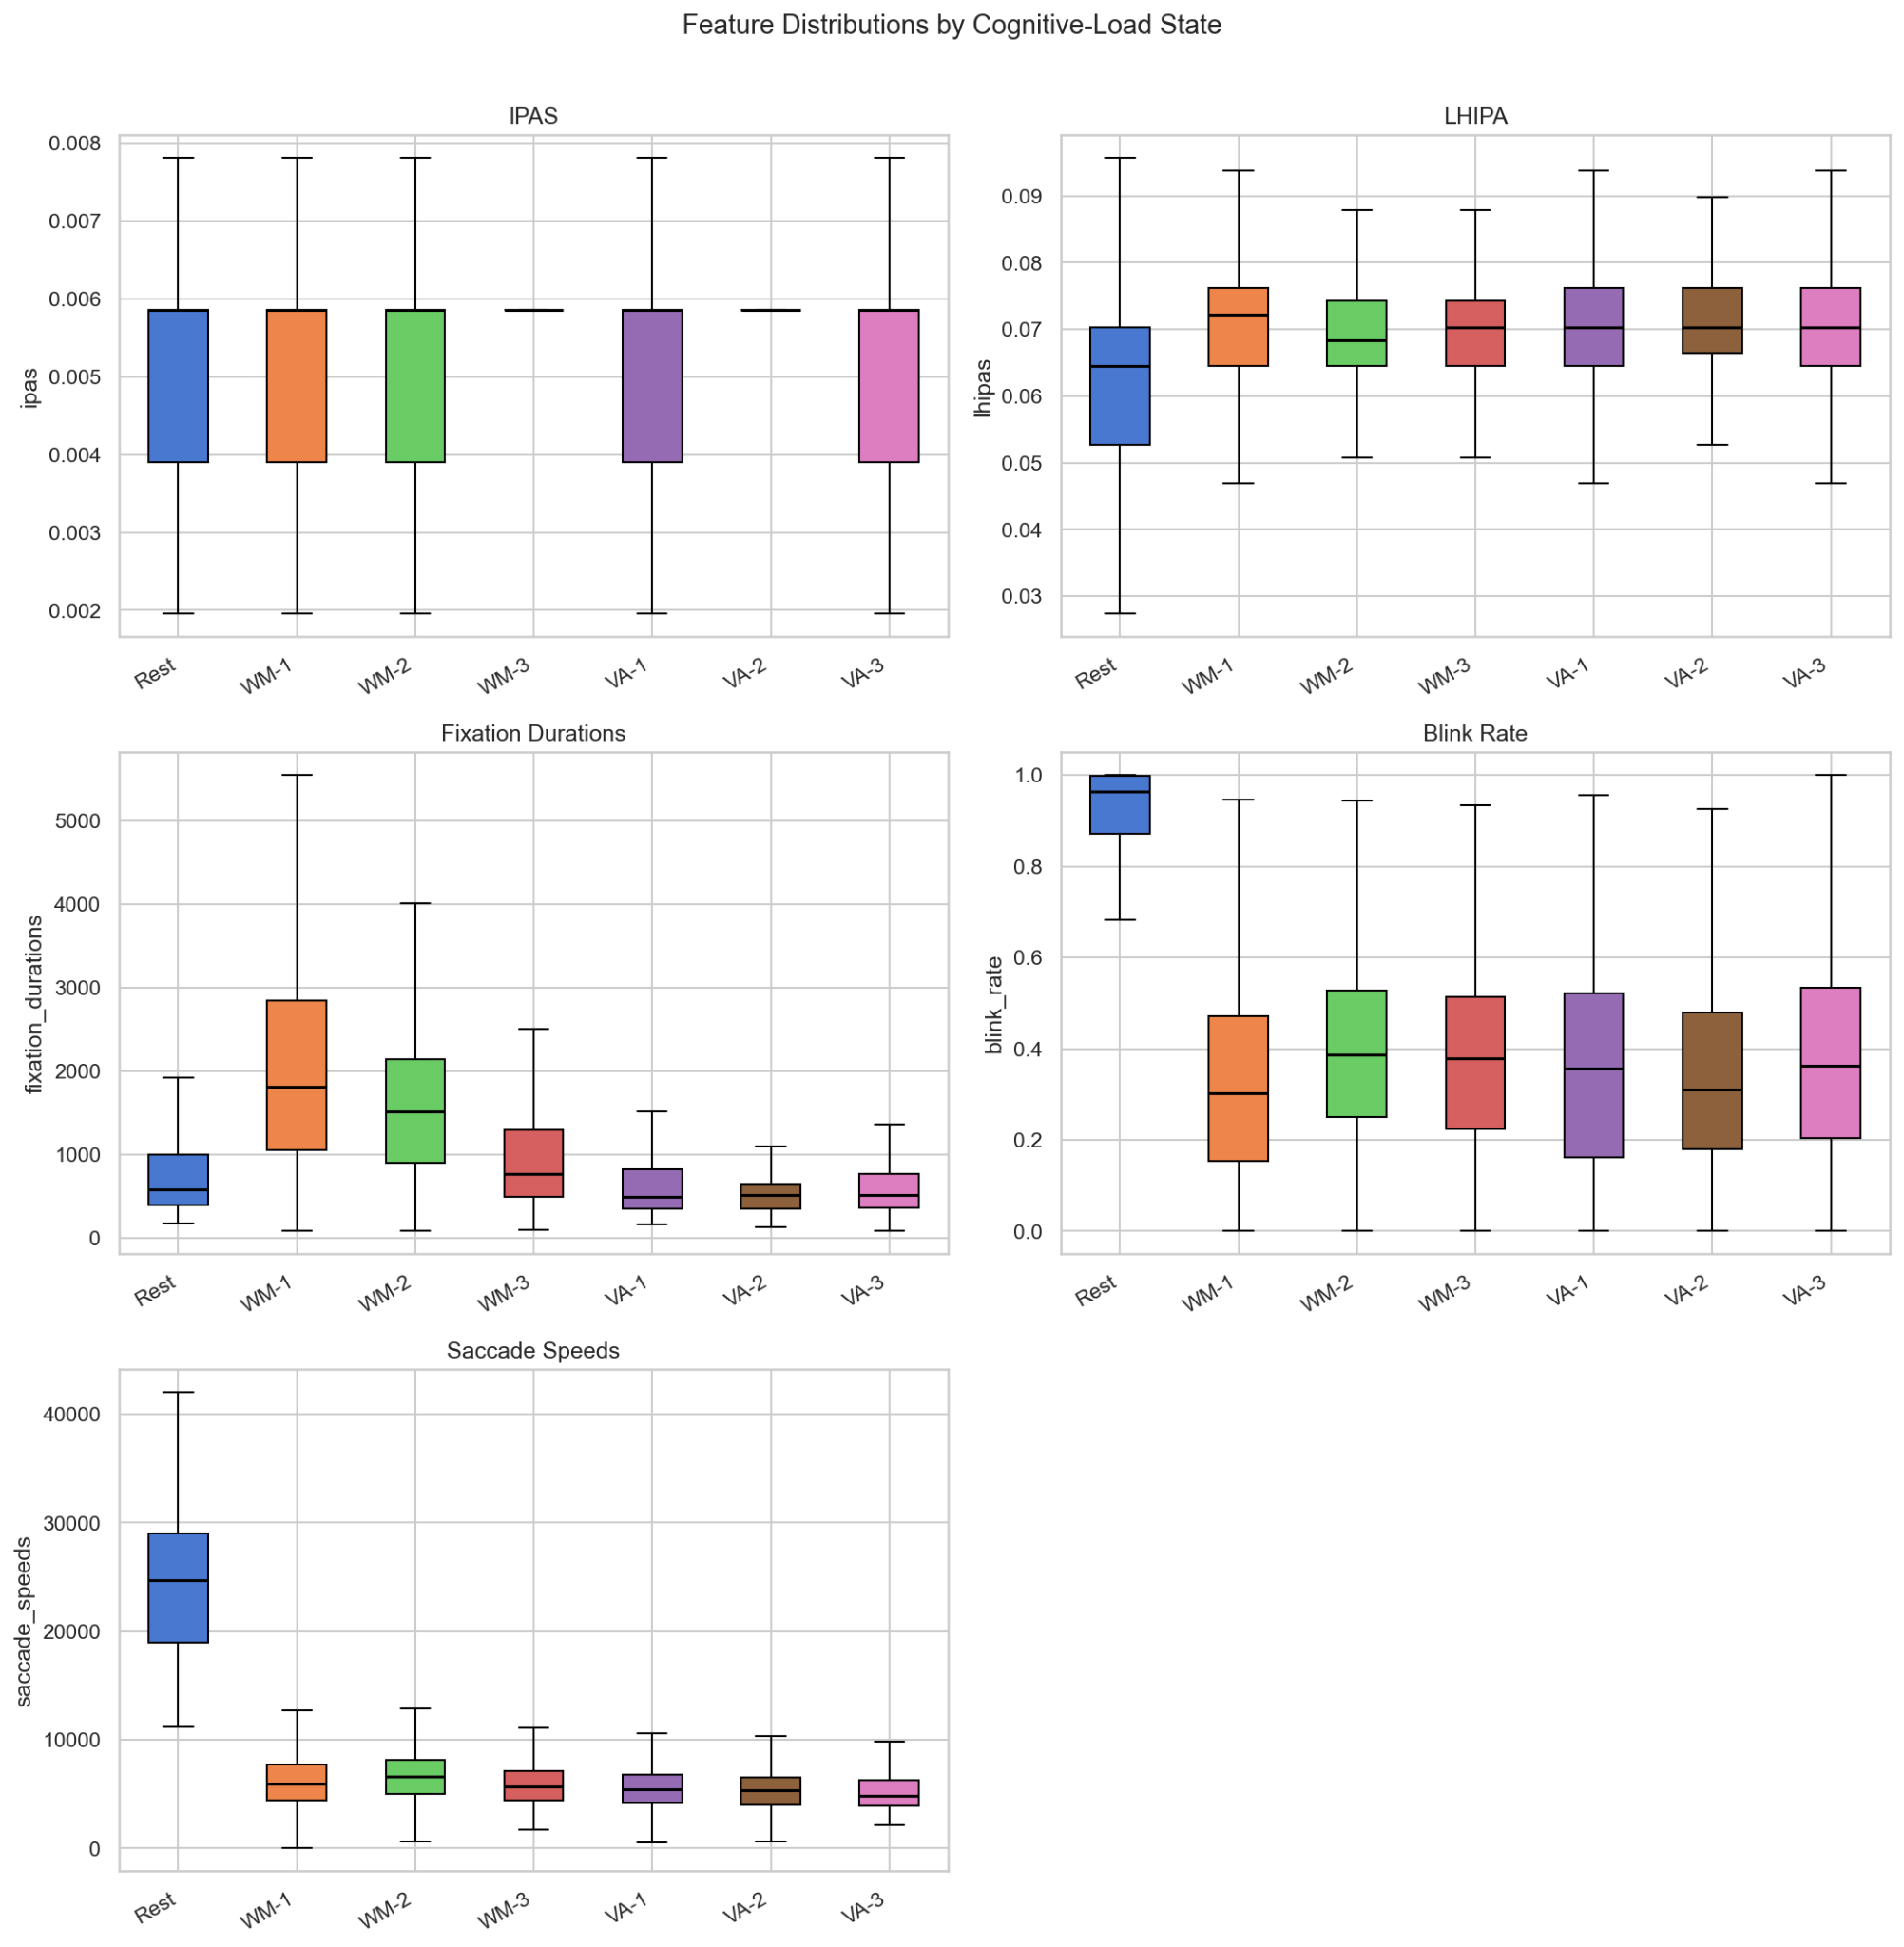 Feature Distributions by Cognitive-Load State
IPAS
0.008
0.007
0.006
0.005
0.004
0.003
0.002
ipas
Rest WM-1 WM-2 WM-3 VA-1 VA-2 VA-3
LHIPA
0.09
0.08
0.07
0.06
0.05
0.04
0.03
lhipas
Rest WM-1 WM-2 WM-3 VA-1 VA-2 VA-3
Fixation Durations
5000
4000
3000
2000
1000
0
fixation_durations
Rest WM-1 WM-2 WM-3 VA-1 VA-2 VA-3
Blink Rate
1.0
0.8
0.6
0.4
0.2
0.0
blink_rate
Rest WM-1 WM-2 WM-3 VA-1 VA-2 VA-3
Saccade Speeds
40000
30000
20000
10000
0
saccade_speeds
Rest WM-1 WM-2 WM-3 VA-1 VA-2 VA-3